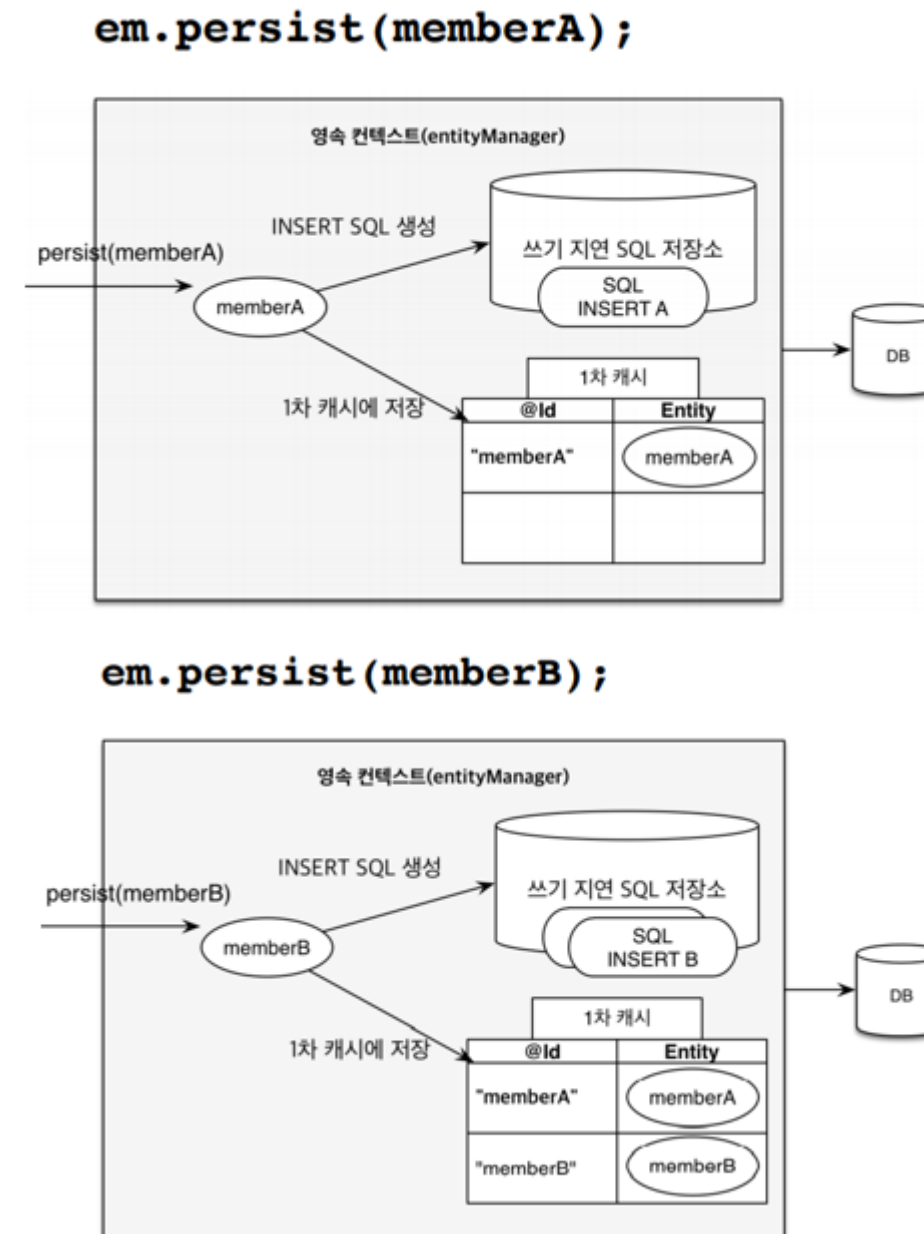 em.persist(memberA);
영속 컨텍스트(entityManager)
INSERT SQL 생성
persist(memberA)
쓰기 지연 SQL 저장소
SQL
INSERT A
memberA
DB
1차 캐시
1차 캐시에 저장
@Id Entity
"memberA" memberA
em.persist(memberB);
영속 컨텍스트(entityManager)
INSERT SQL 생성
persist(memberB)
쓰기 지연 SQL 저장소
SQL
INSERT B
memberB
DB
1차 캐시
1차 캐시에 저장
@Id Entity
"memberA" memberA
"memberB" memberB